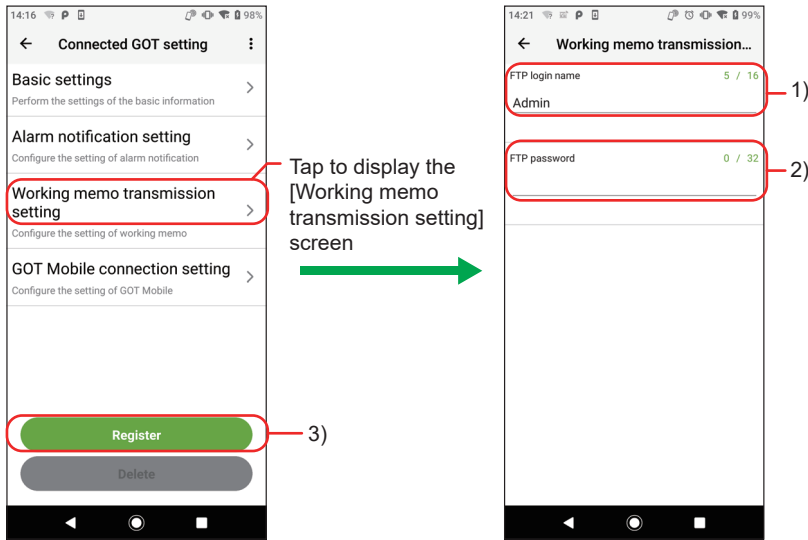 14:16
98%
Connected GOT setting
Basic settings
Perform the settings of the basic information
Alarm notification setting
Configure the setting of alarm notification
Working memo transmission
setting
Configure the setting of working memo
GOT Mobile connection setting
Configure the setting of GOT Mobile
Register
Delete
3)
Tap to display the
[Working memo
transmission setting]
screen
14:21
99%
Working memo transmission...
FTP login name 5 / 16
Admin
1)
FTP password 0 / 32
2)